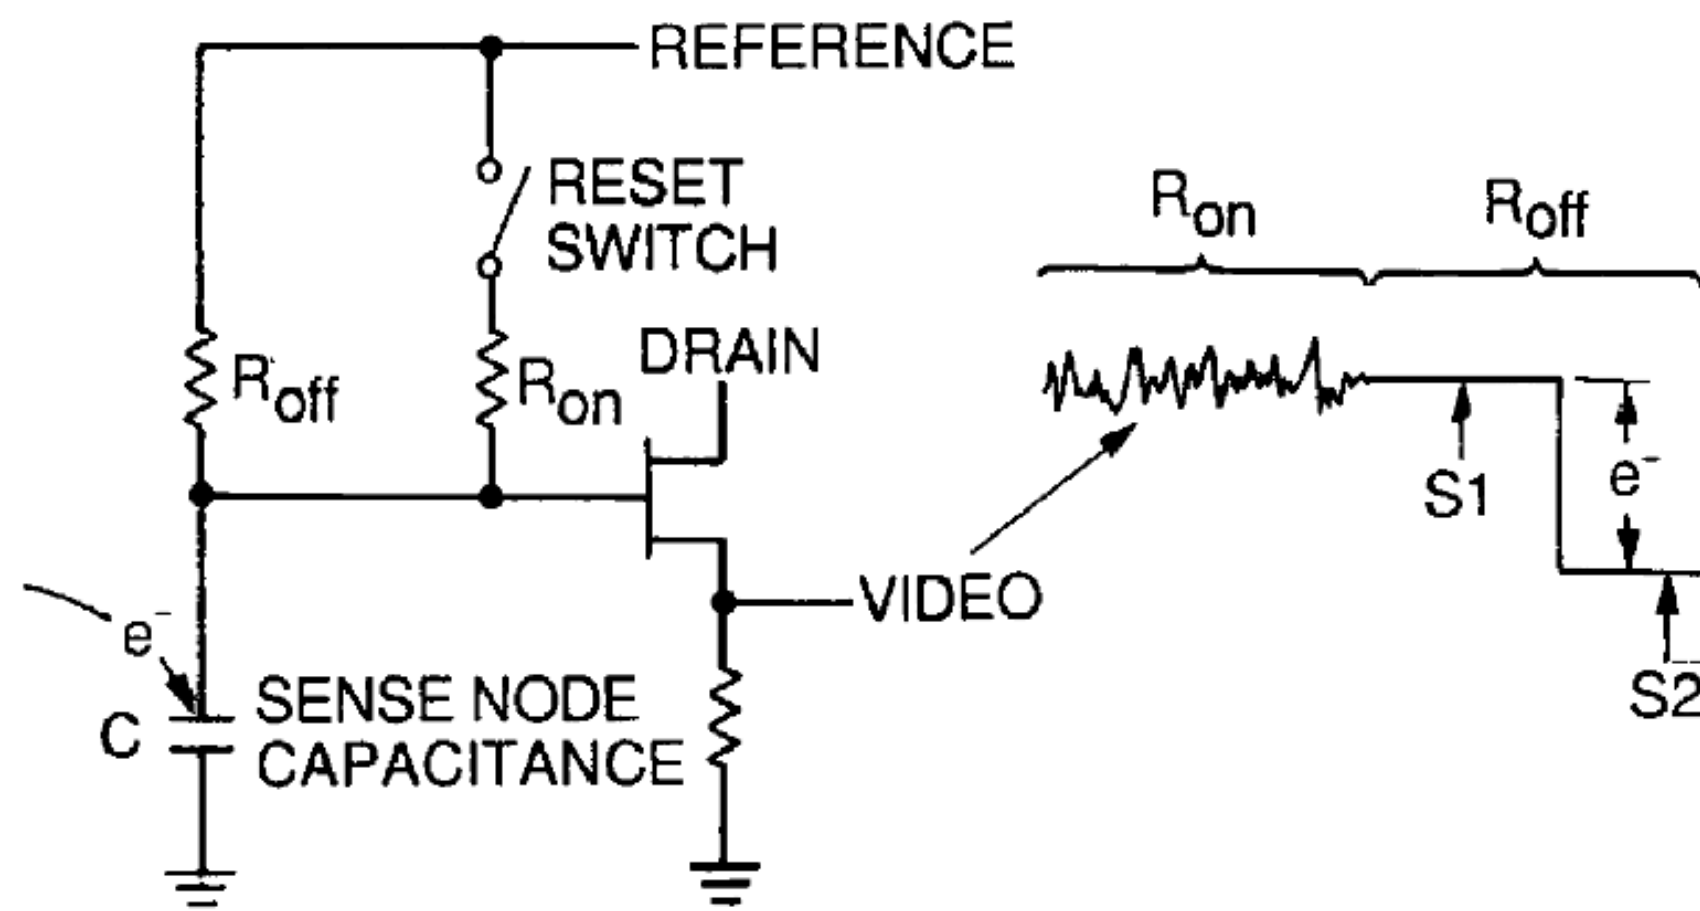 REFERENCE
RESET
SWITCH
Ron
Roff
DRAIN
Roff
Ron
e-
S1
VIDEO
e-
SENSE NODE
CAPACITANCE
C
S2